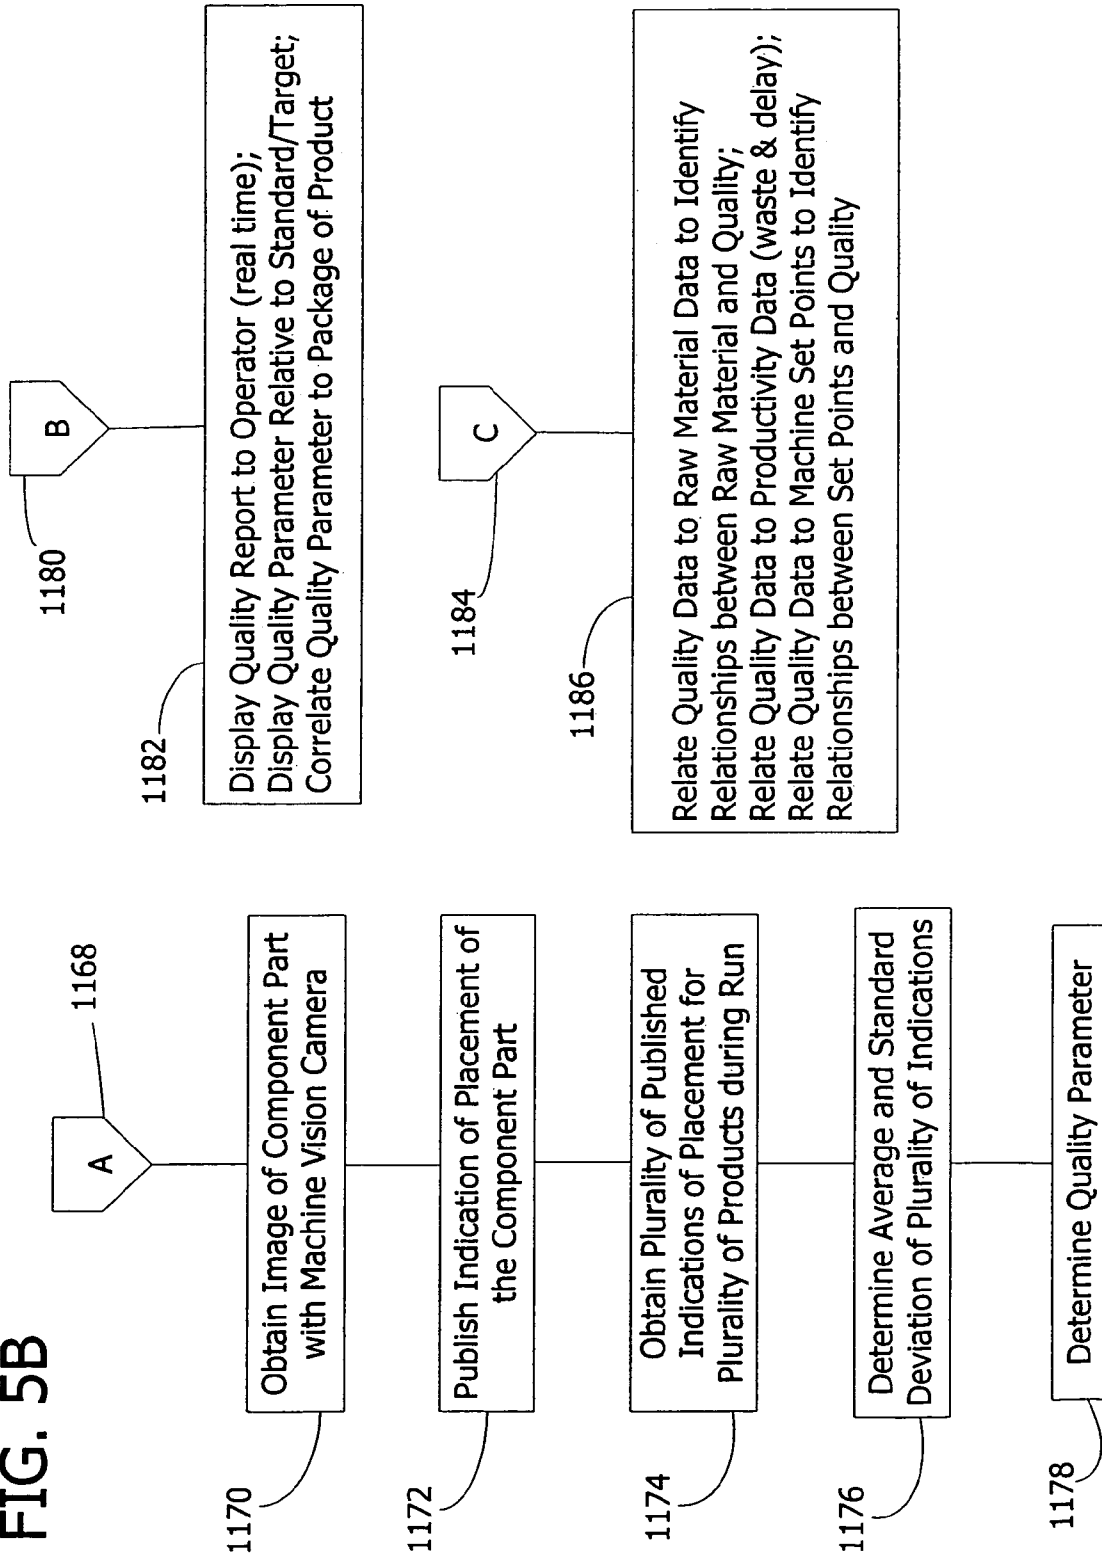 FIG. 5B
A
1168
1170
Obtain Image of Component Part
with Machine Vision Camera
1172
Publish Indication of Placement of
the Component Part
1174
Obtain Plurality of Published
Indications of Placement for
Plurality of Products during Run
1176
Determine Average and Standard
Deviation of Plurality of Indications
1178
Determine Quality Parameter
1180
B
1182
Display Quality Report to Operator (real time);
Display Quality Parameter Relative to Standard/Target;
Correlate Quality Parameter to Package of Product
1184
C
1186
Relate Quality Data to Raw Material Data to Identify
Relationships between Raw Material and Quality;
Relate Quality Data to Productivity Data (waste & delay);
Relate Quality Data to Machine Set Points to Identify
Relationships between Set Points and Quality